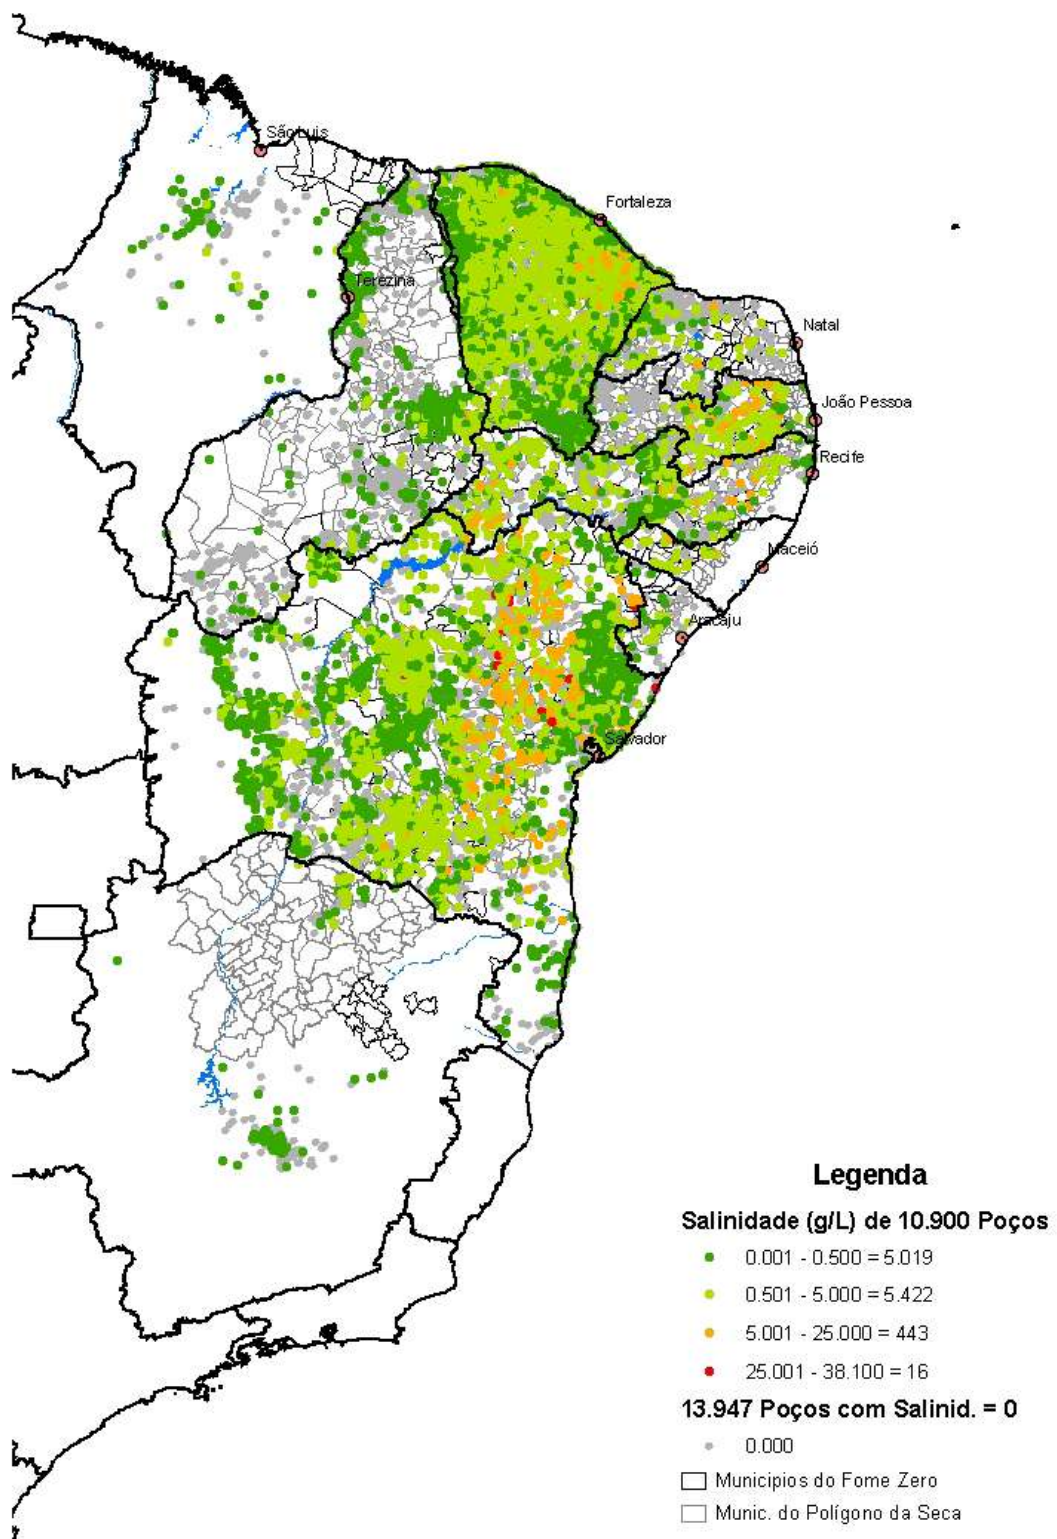 São Luis
Fortaleza
Terezina
Natal
João Pessoa
Recife
Maceió
Aracaju
Salvador
Legenda
Salinidade (g/L) de 10.900 Poços
0.001 - 0.500 = 5.019
0.501 - 5.000 = 5.422
5.001 - 25.000 = 443
25.001 - 38.100 = 16
13.947 Poços com Salinid. = 0
0.000
Municipios do Fome Zero
Munic. do Polígono da Seca